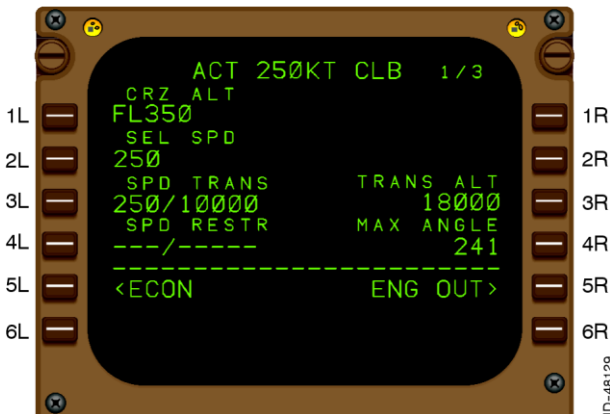 ACT 250KT CLB 1/3
CRZ ALT
1L FL350 1R
SEL SPD
2L 250 2R
SPD TRANS TRANS ALT
3L 250/10000 18000 3R
SPD RESTR MAX ANGLE
4L ---/----- 241 4R
------------------------
5L <ECON ENG OUT> 5R
6L 6R
ID-48129